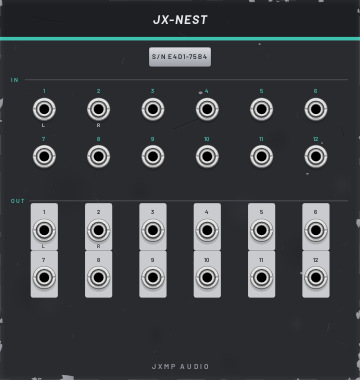 JX-NEST
S/N E4D1-75B4
IN
1 2 3 4 5 6
L R
7 8 9 10 11 12
OUT
1 2 3 4 5 6
L R
7 8 9 10 11 12
JXMP AUDIO